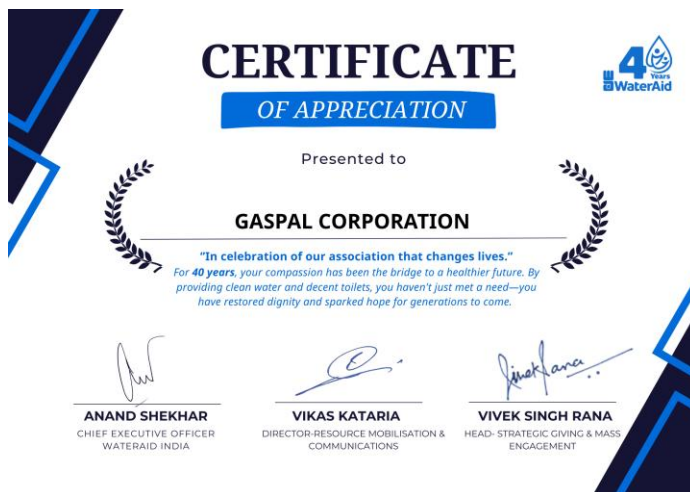 CERTIFICATE
OF APPRECIATION
40
Years
WaterAid
Presented to
GASPAL CORPORATION
"In celebration of our association that changes lives."
For 40 years, your compassion has been the bridge to a healthier future. By
providing clean water and decent toilets, you haven't just met a need—you
have restored dignity and sparked hope for generations to come.
ANAND SHEKHAR
CHIEF EXECUTIVE OFFICER
WATERAID INDIA
VIKAS KATARIA
DIRECTOR-RESOURCE MOBILISATION &
COMMUNICATIONS
VIVEK SINGH RANA
HEAD- STRATEGIC GIVING & MASS
ENGAGEMENT